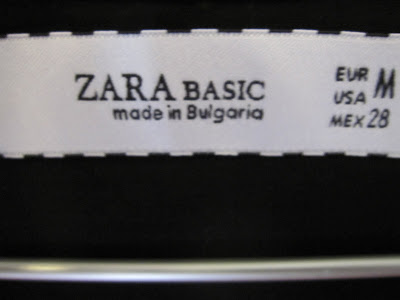 ZARA BASIC
made in Bulgaria
EUR M
USA
MEX 28